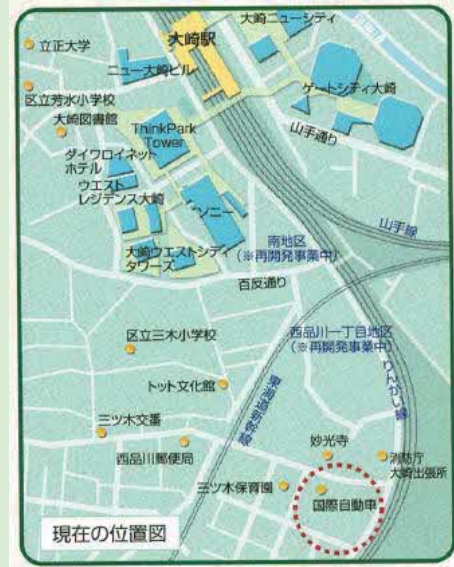 大崎駅
大崎ニューシティ
立正大学
ニュー大崎ビル
ゲートシティ大崎
区立芳水小学校
大崎図書館
ThinkPark
Tower
山手通り
ダイワロイネット
ホテル
ウエスト
レジデンス大崎
ソニー
山手線
南地区
(※再開発事業中)
大崎ウエストシティ
タワーズ
百反通り
西品川一丁目地区
(※再開発事業中)
区立三木小学校
りんかい線
東海道新幹線
トット文化館
三ツ木交番
西品川郵便局
妙光寺
消防庁
大崎出張所
三ツ木保育園
国際自動車
現在の位置図